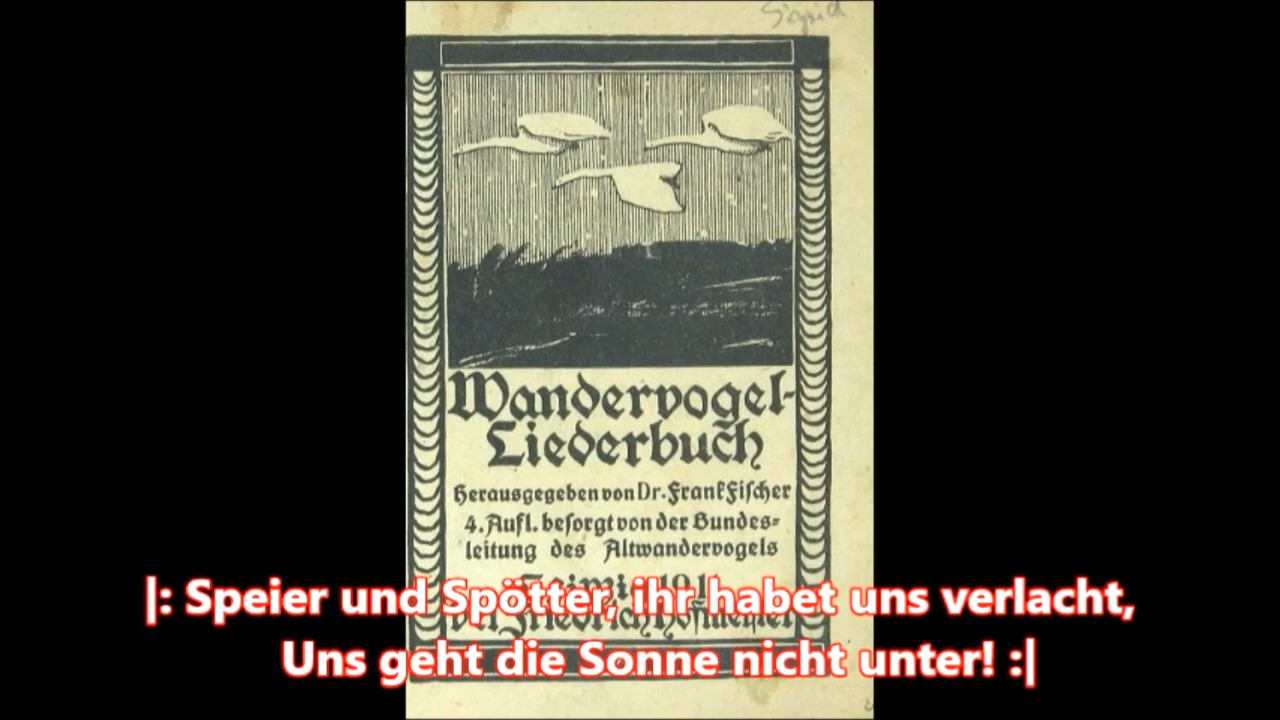 Sigrid
Wandervogel-
Liederbuch
Herausgegeben von Dr. Frank Fischer
4. Aufl. besorgt von der Bundes-
leitung des Altwandervogels
|: Speier und Spötter, ihr habet uns verlacht,
Uns geht die Sonne nicht unter! :|